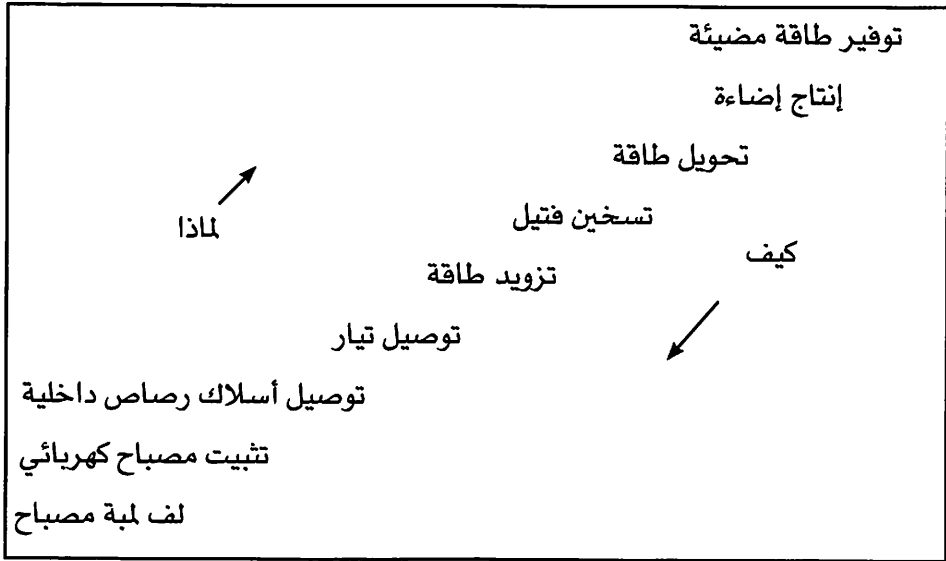 توفير طاقة مضيئة
إنتاج إضاءة
تحويل طاقة
تسخين فتيل
لماذا
كيف
تزويد طاقة
توصيل تيار
توصيل أسلاك رصاص داخلية
تثبيت مصباح كهربائي
لف لمبة مصباح